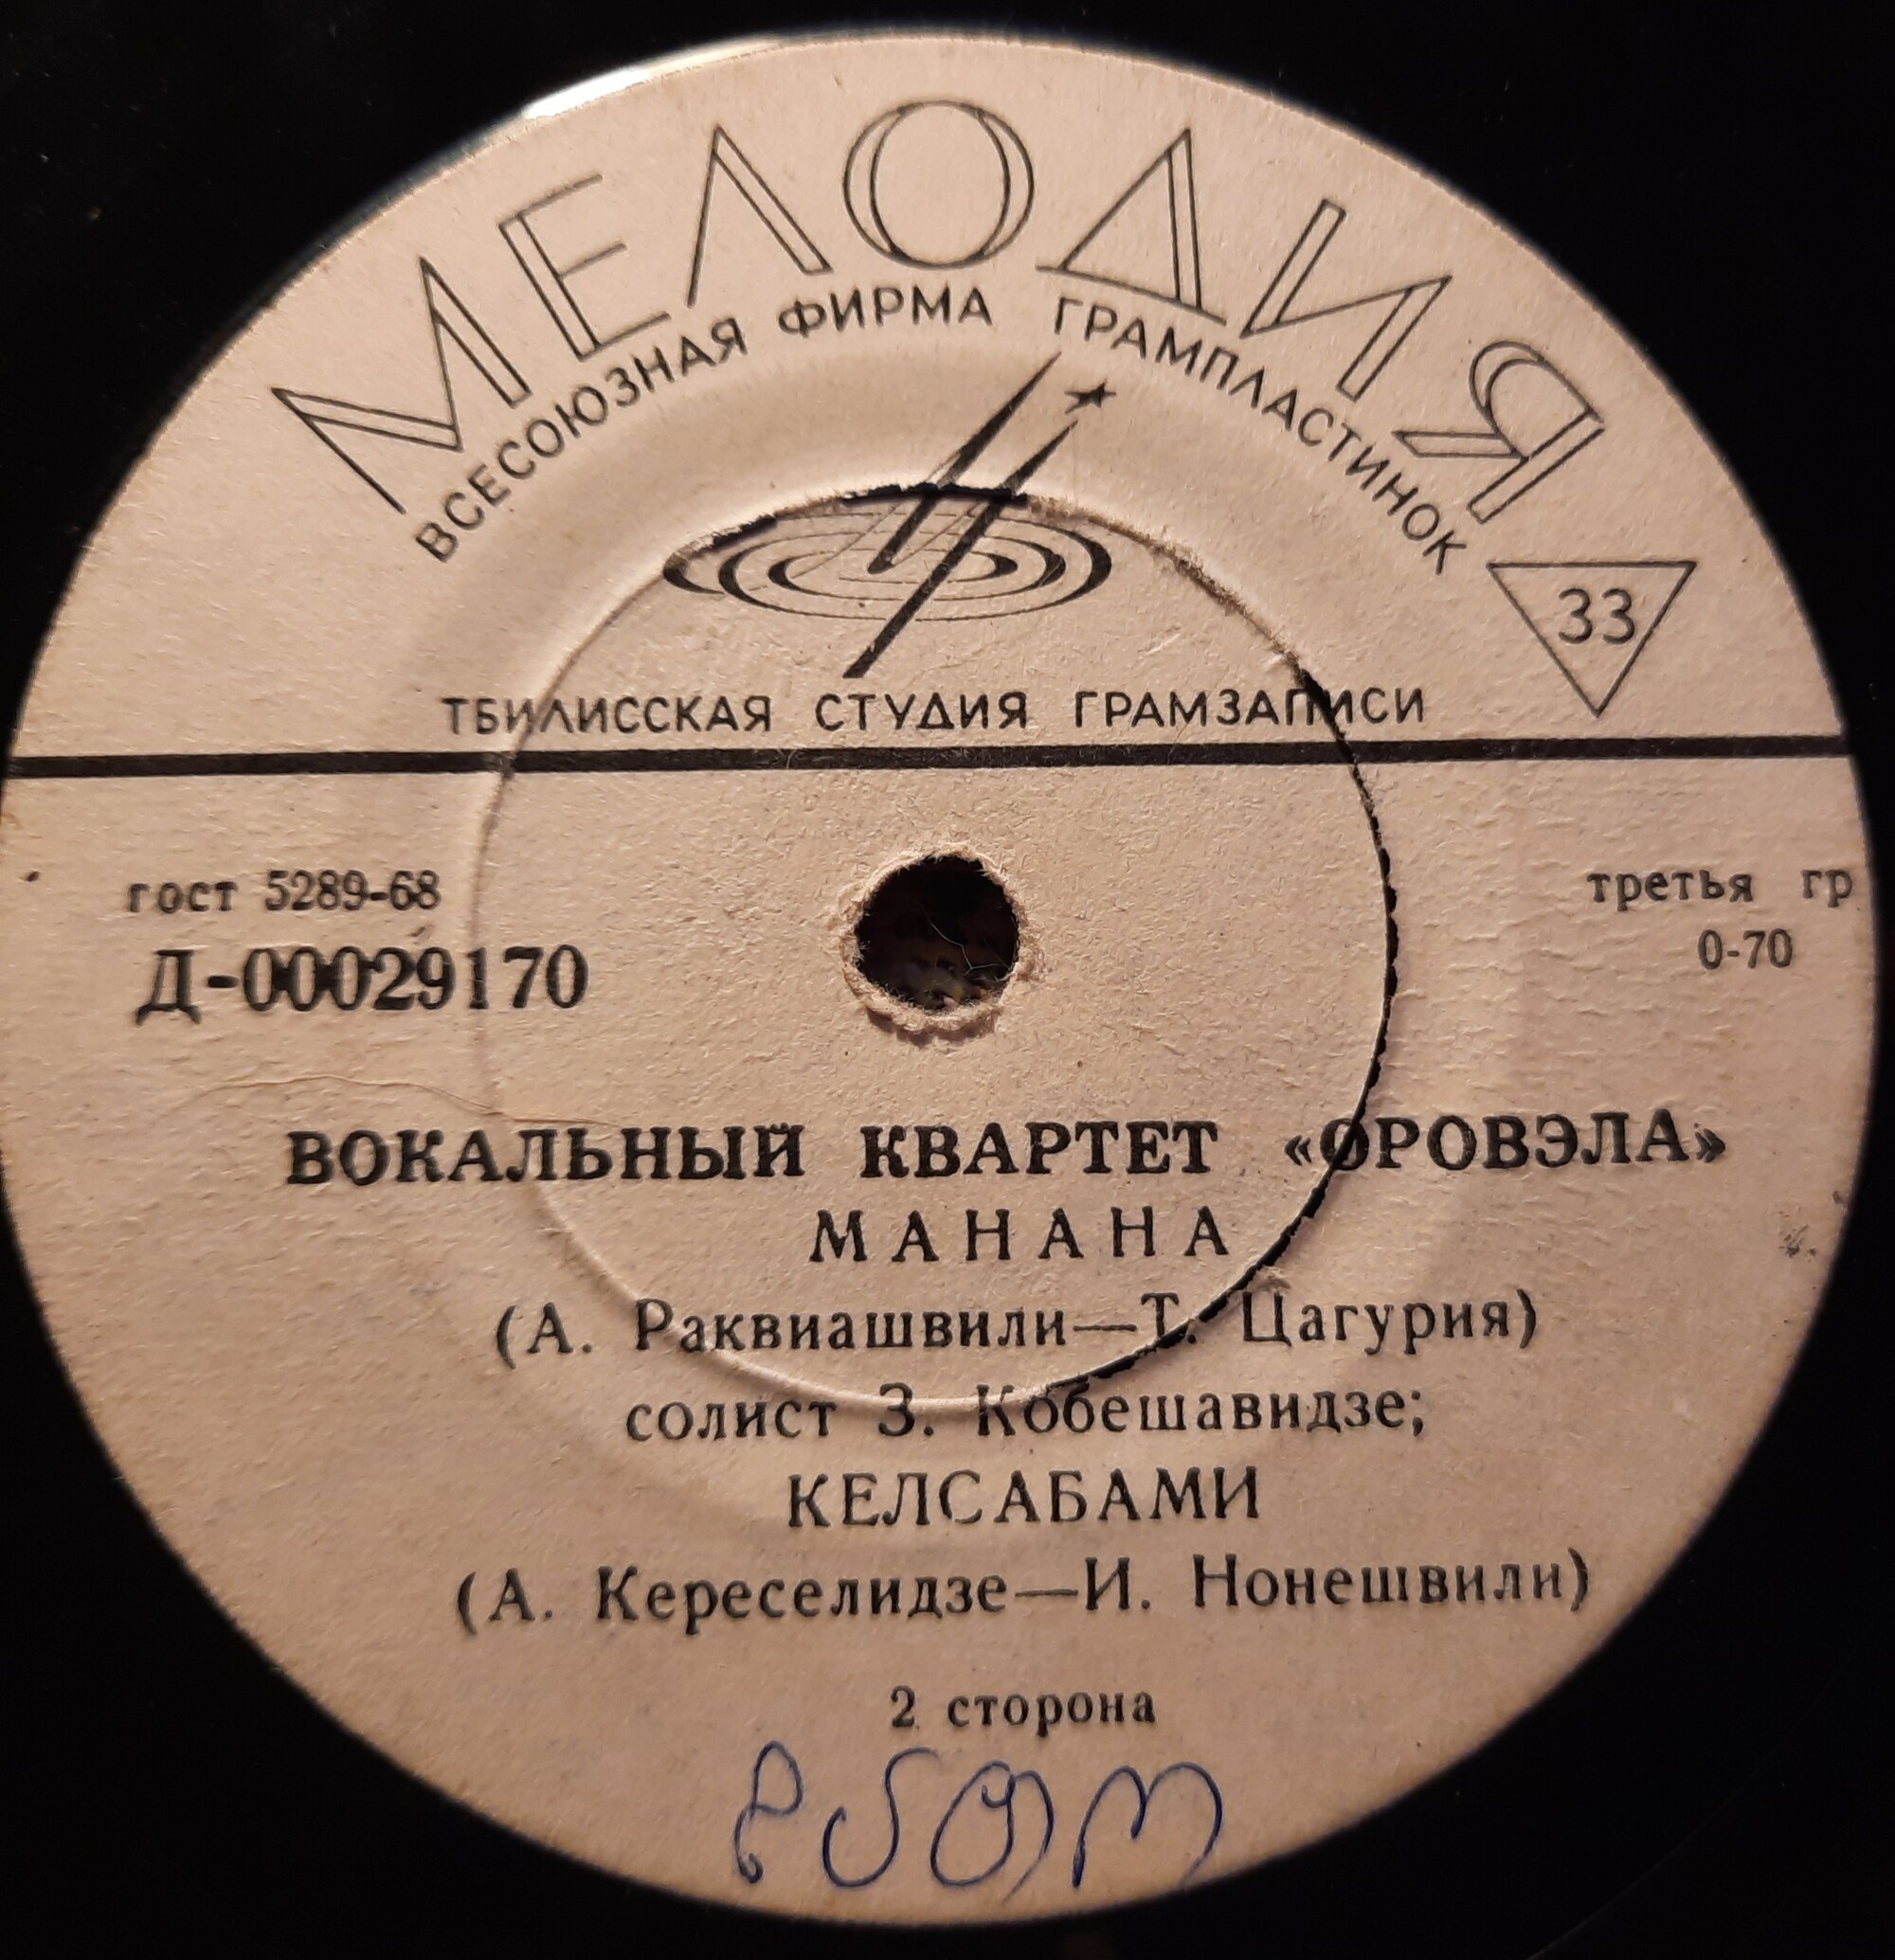 МЕЛОДИЯ
ВСЕСОЮЗНАЯ ФИРМА ГРАМПЛАСТИНОК
33
ТБИЛИССКАЯ СТУДИЯ ГРАМЗАПИСИ
гост 5289-68
третья гр
Д-00029170
0-70
ВОКАЛЬНЫЙ КВАРТЕТ «ОРОВЭЛА»
МАНАНА
(А. Раквиашвили—Т. Цагурия)
солист З. Кобешавидзе;
КЕЛСАБАМИ
(А. Кереселидзе—И. Нонешвили)
2 сторона